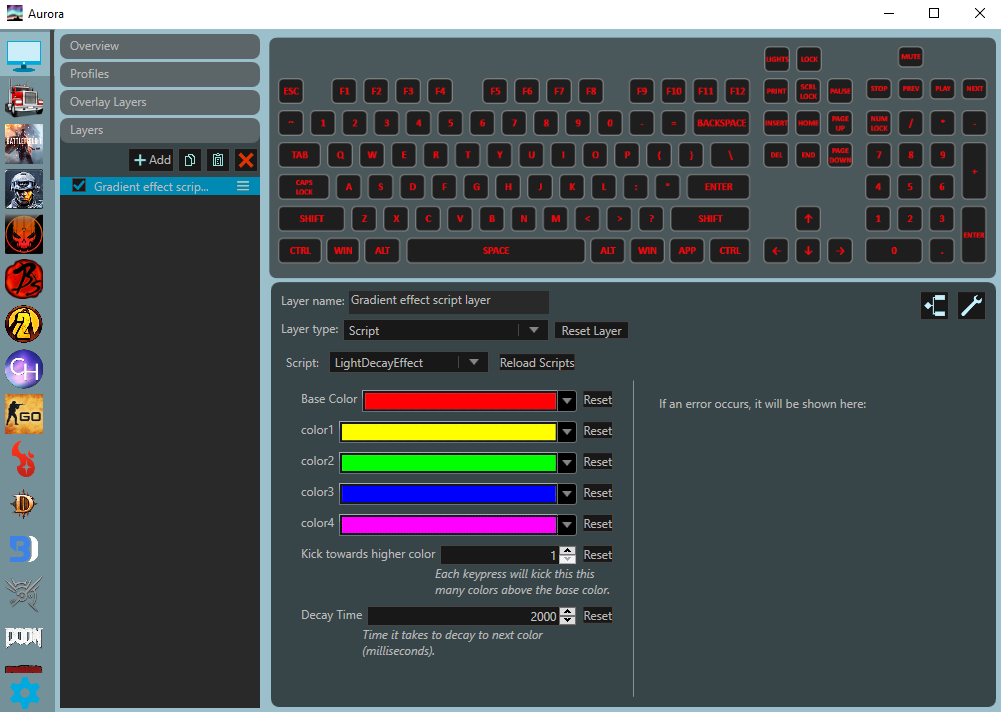 Aurora
Overview
Profiles
Overlay Layers
Layers
+ Add
Gradient effect scrip...
BATTLEFIELD 1
B$
2
CH
GO
D
DOOM
LIGHTS LOCK MUTE
ESC F1 F2 F3 F4 F5 F6 F7 F8 F9 F10 F11 F12 PRINT SCRL LOCK PAUSE STOP PREV PLAY NEXT
~ 1 2 3 4 5 6 7 8 9 0 - = BACKSPACE INSERT HOME PAGE UP NUM LOCK / * -
TAB Q W E R T Y U I O P ( ) \ DEL END PAGE DOWN 7 8 9 +
CAPS LOCK A S D F G H J K L : " ENTER 4 5 6
SHIFT Z X C V B N M < > ? SHIFT ↑ 1 2 3 ENTER
CTRL WIN ALT SPACE ALT WIN APP CTRL ← ↓ → 0 .
Layer name: Gradient effect script layer
Layer type: Script Reset Layer
Script: LightDecayEffect Reload Scripts
Base Color Reset
color1 Reset
color2 Reset
color3 Reset
color4 Reset
Kick towards higher color 1 Reset
Each keypress will kick this this
many colors above the base color.
Decay Time 2000 Reset
Time it takes to decay to next color
(milliseconds).
If an error occurs, it will be shown here: